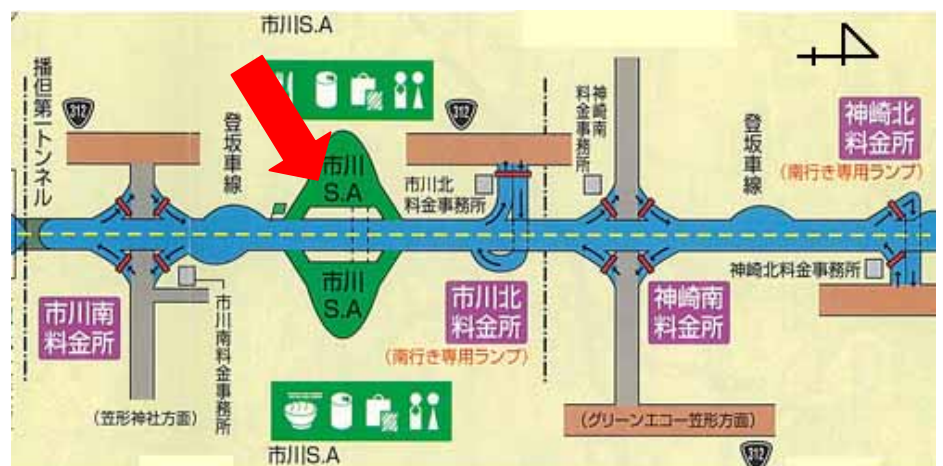 市川S.A
播但第一トンネル
312
登坂車線
市川
S.A
312
市川北
料金事務所
神崎南
料金事務所
登坂車線
神崎北
料金所
(南行き専用ランプ)
市川南
料金所
市川南料金事務所
(笠形神社方面)
市川
S.A
市川北
料金所
(南行き専用ランプ)
神崎南
料金所
神崎北料金事務所
(グリーンエコー笠形方面)
312
市川S.A